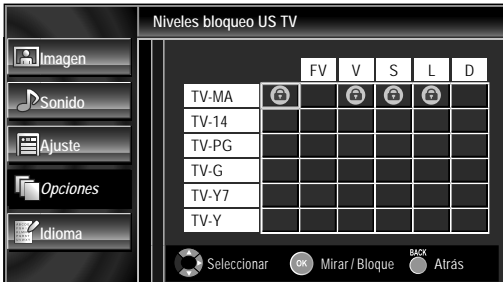 Niveles bloqueo US TV
Imagen
Sonido
Ajuste
Opciones
Idioma
FV V S L D
TV-MA
TV-14
TV-PG
TV-G
TV-Y7
TV-Y
Seleccionar OK Mirar / Bloque BACK Atrás